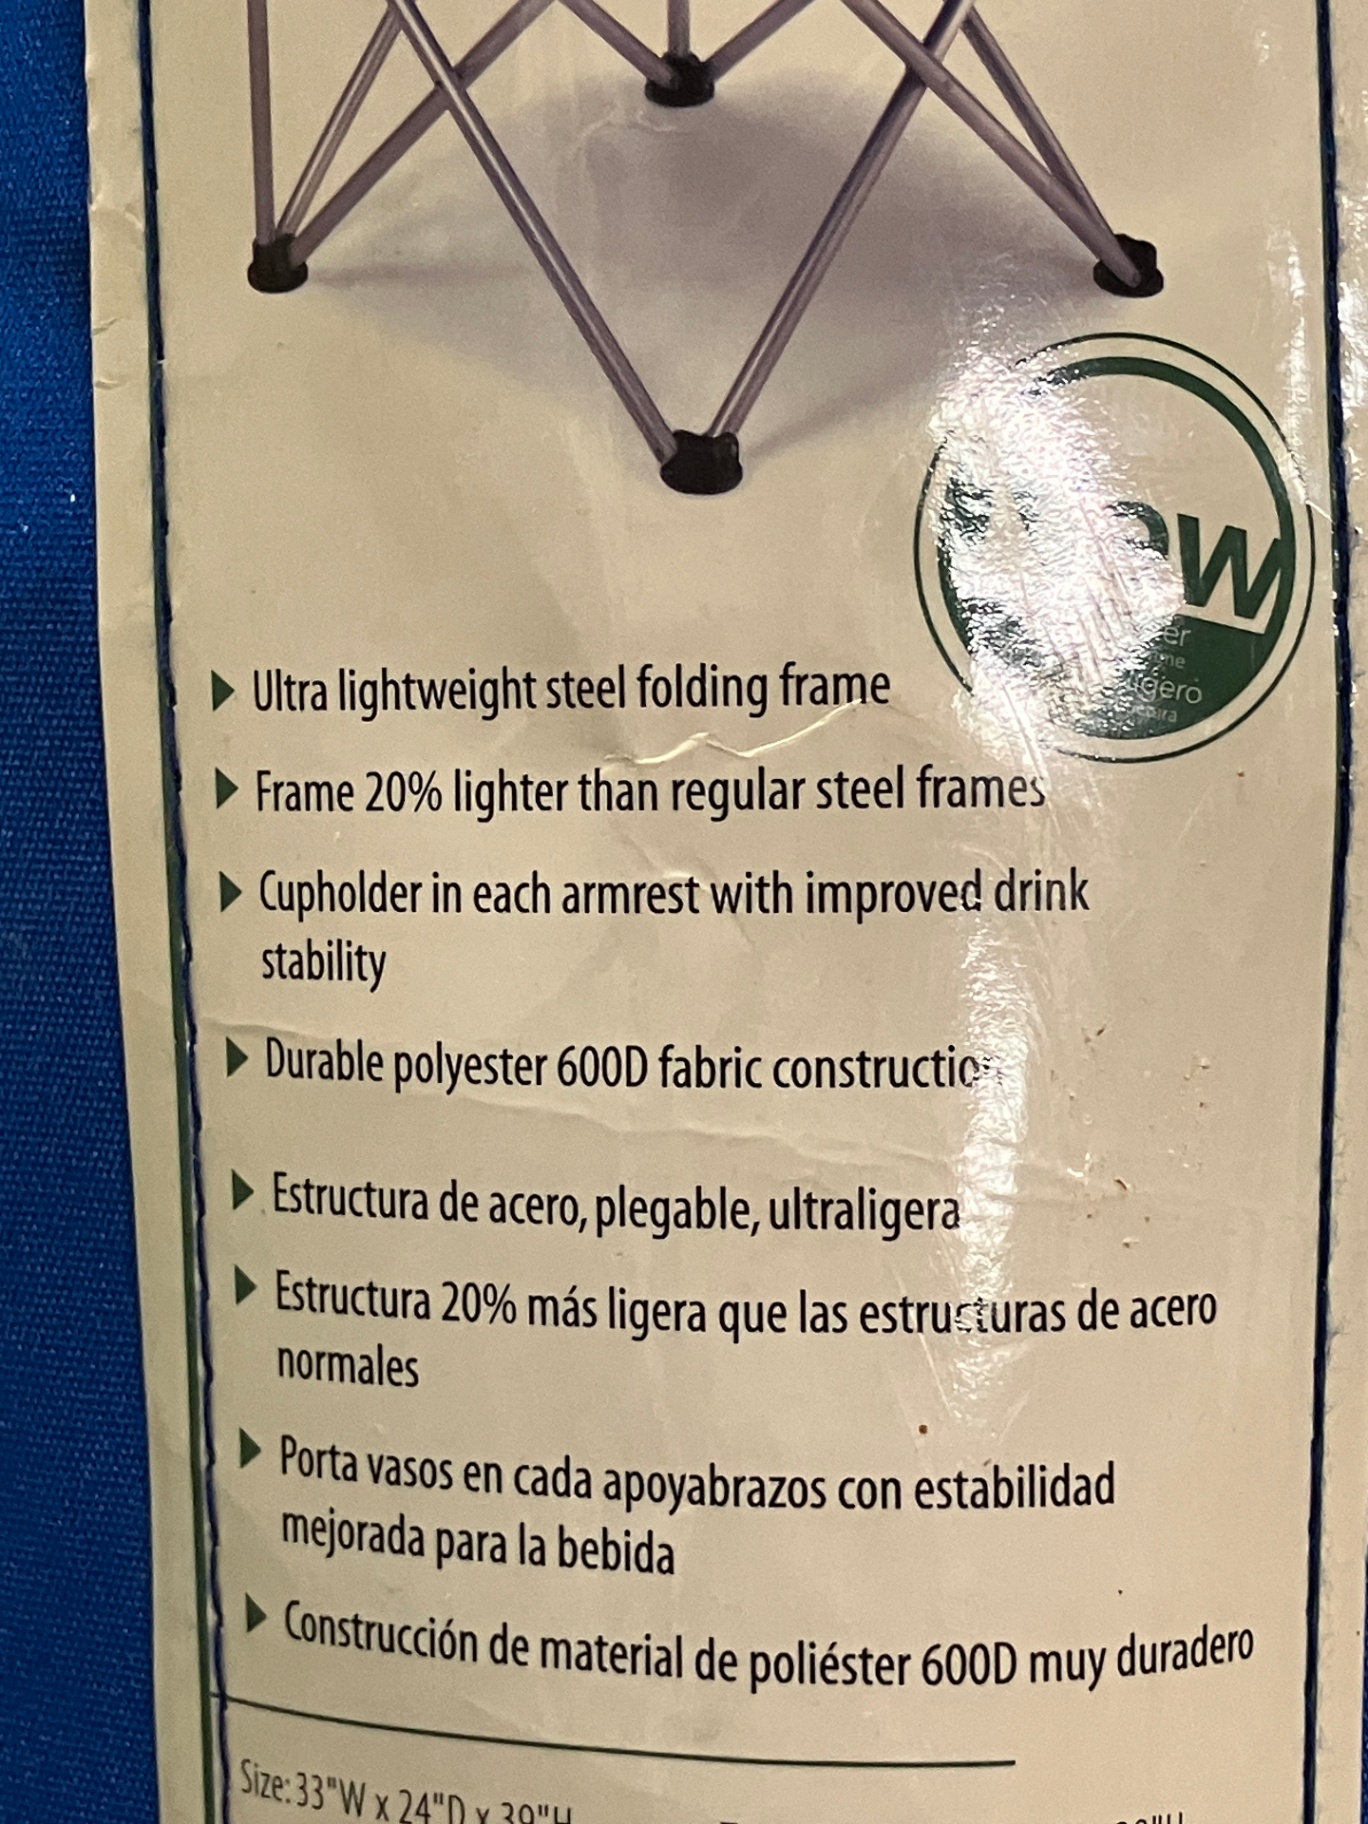 Ultra lightweight steel folding frame
Frame 20% lighter than regular steel frames
Cupholder in each armrest with improved drink
stability
Durable polyester 600D fabric construction
Estructura de acero, plegable, ultraligera
Estructura 20% más ligera que las estructuras de acero
normales
Porta vasos en cada apoyabrazos con estabilidad
mejorada para la bebida
Construcción de material de poliéster 600D muy duradero
Size: 33"W x 24"D x 39"H